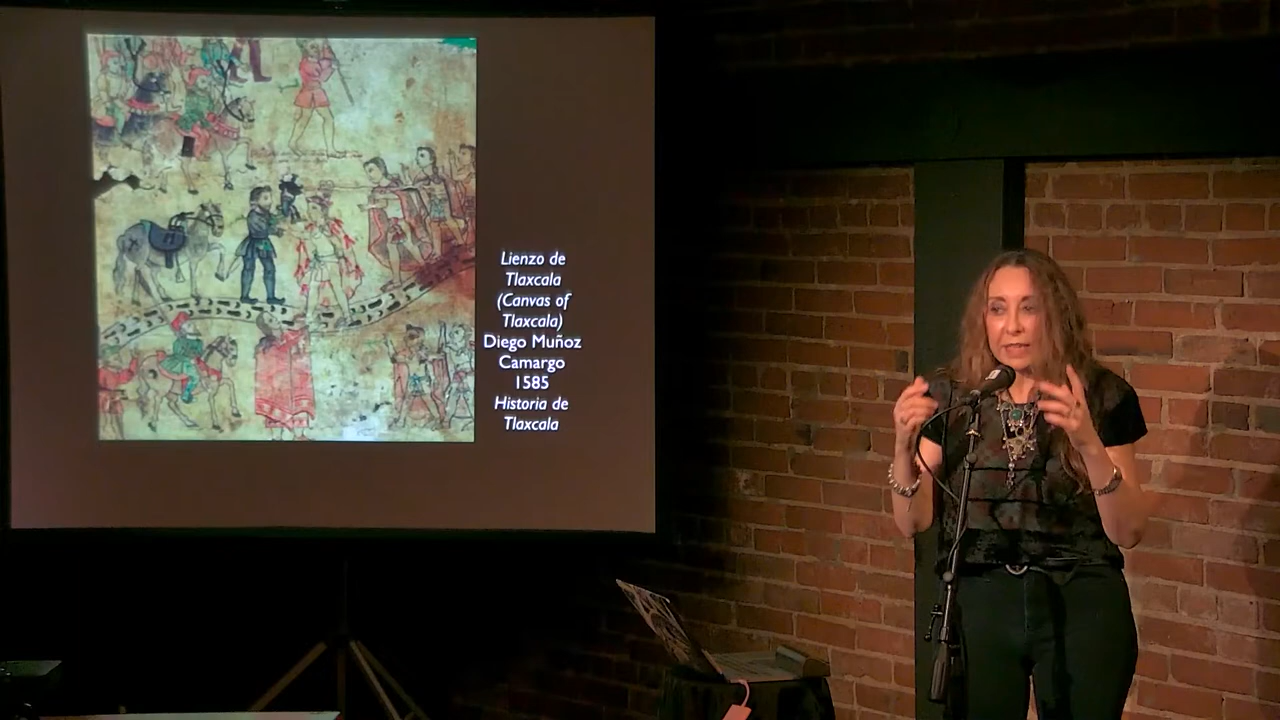 Lienzo de
Tlaxcala
(Canvas of
Tlaxcala)
Diego Muñoz
Camargo
1585
Historia de
Tlaxcala